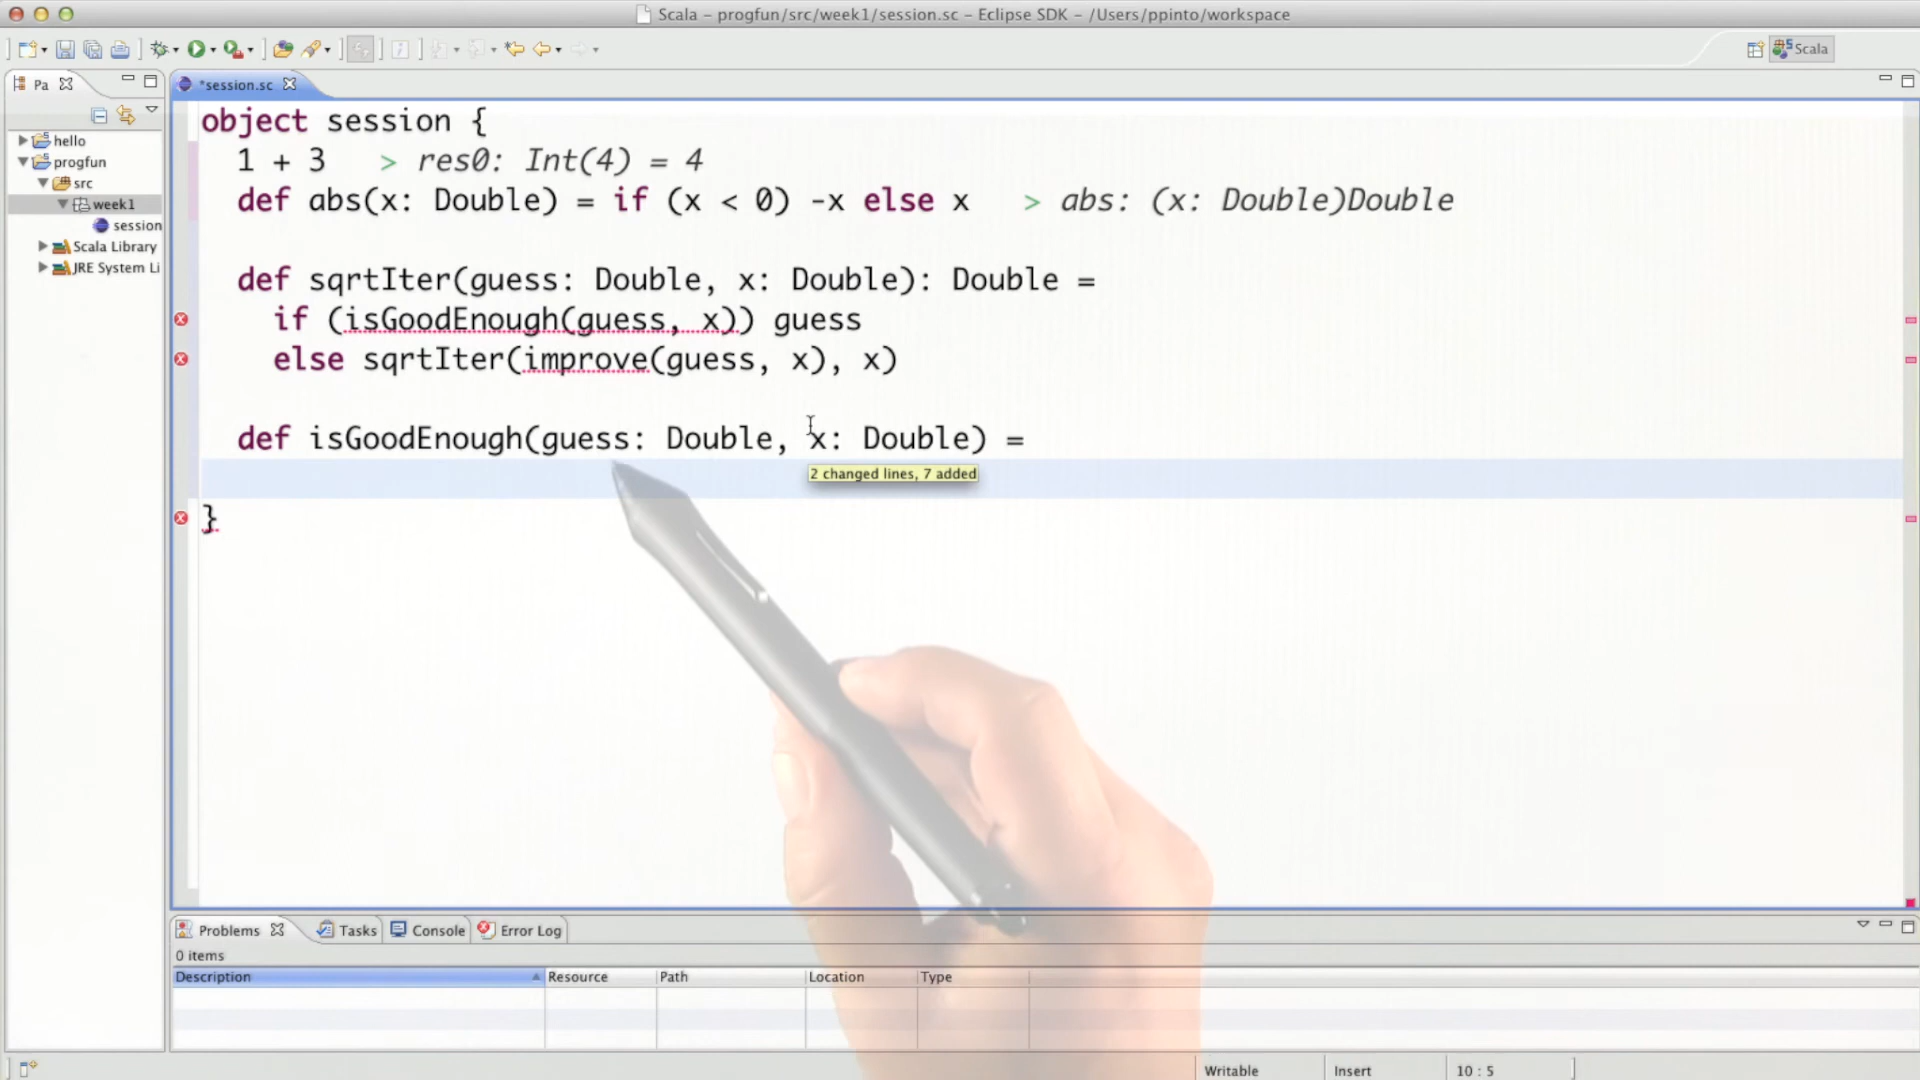 Scala – progfun/src/week1/session.sc – Eclipse SDK – /Users/ppinto/workspace
Scala
Pa
*session.sc
hello
progfun
src
week1
session
Scala Library
JRE System Li
object session {
1 + 3 > res0: Int(4) = 4
def abs(x: Double) = if (x < 0) -x else x > abs: (x: Double)Double
def sqrtIter(guess: Double, x: Double): Double =
if (isGoodEnough(guess, x)) guess
else sqrtIter(improve(guess, x), x)
def isGoodEnough(guess: Double, x: Double) =
2 changed lines, 7 added
}
Problems Tasks Console Error Log
0 items
Description Resource Path Location Type
Writable Insert 10 : 5